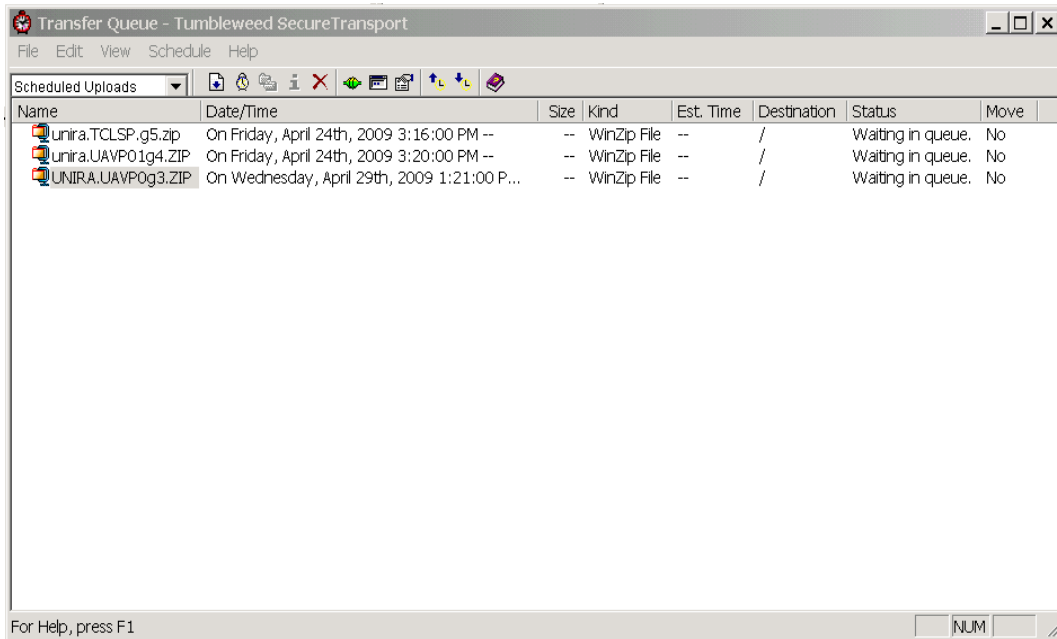 Transfer Queue - Tumbleweed SecureTransport
File Edit View Schedule Help
Scheduled Uploads
Name Date/Time Size Kind Est. Time Destination Status Move
unira.TCLSP.g5.zip On Friday, April 24th, 2009 3:16:00 PM -- -- WinZip File -- / Waiting in queue. No
unira.UAVP01g4.ZIP On Friday, April 24th, 2009 3:20:00 PM -- -- WinZip File -- / Waiting in queue. No
UNIRA.UAVP0g3.ZIP On Wednesday, April 29th, 2009 1:21:00 P... -- WinZip File -- / Waiting in queue. No
For Help, press F1 NUM